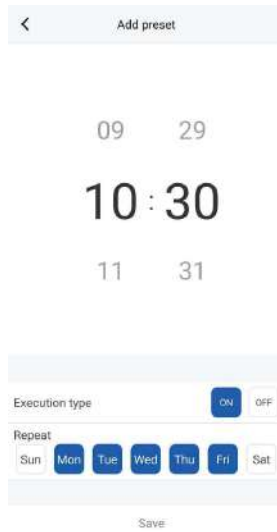 Add preset
09 29
10 : 30
11 31
Execution type ON OFF
Repeat
Sun Mon Tue Wed Thu Fri Sat
Save